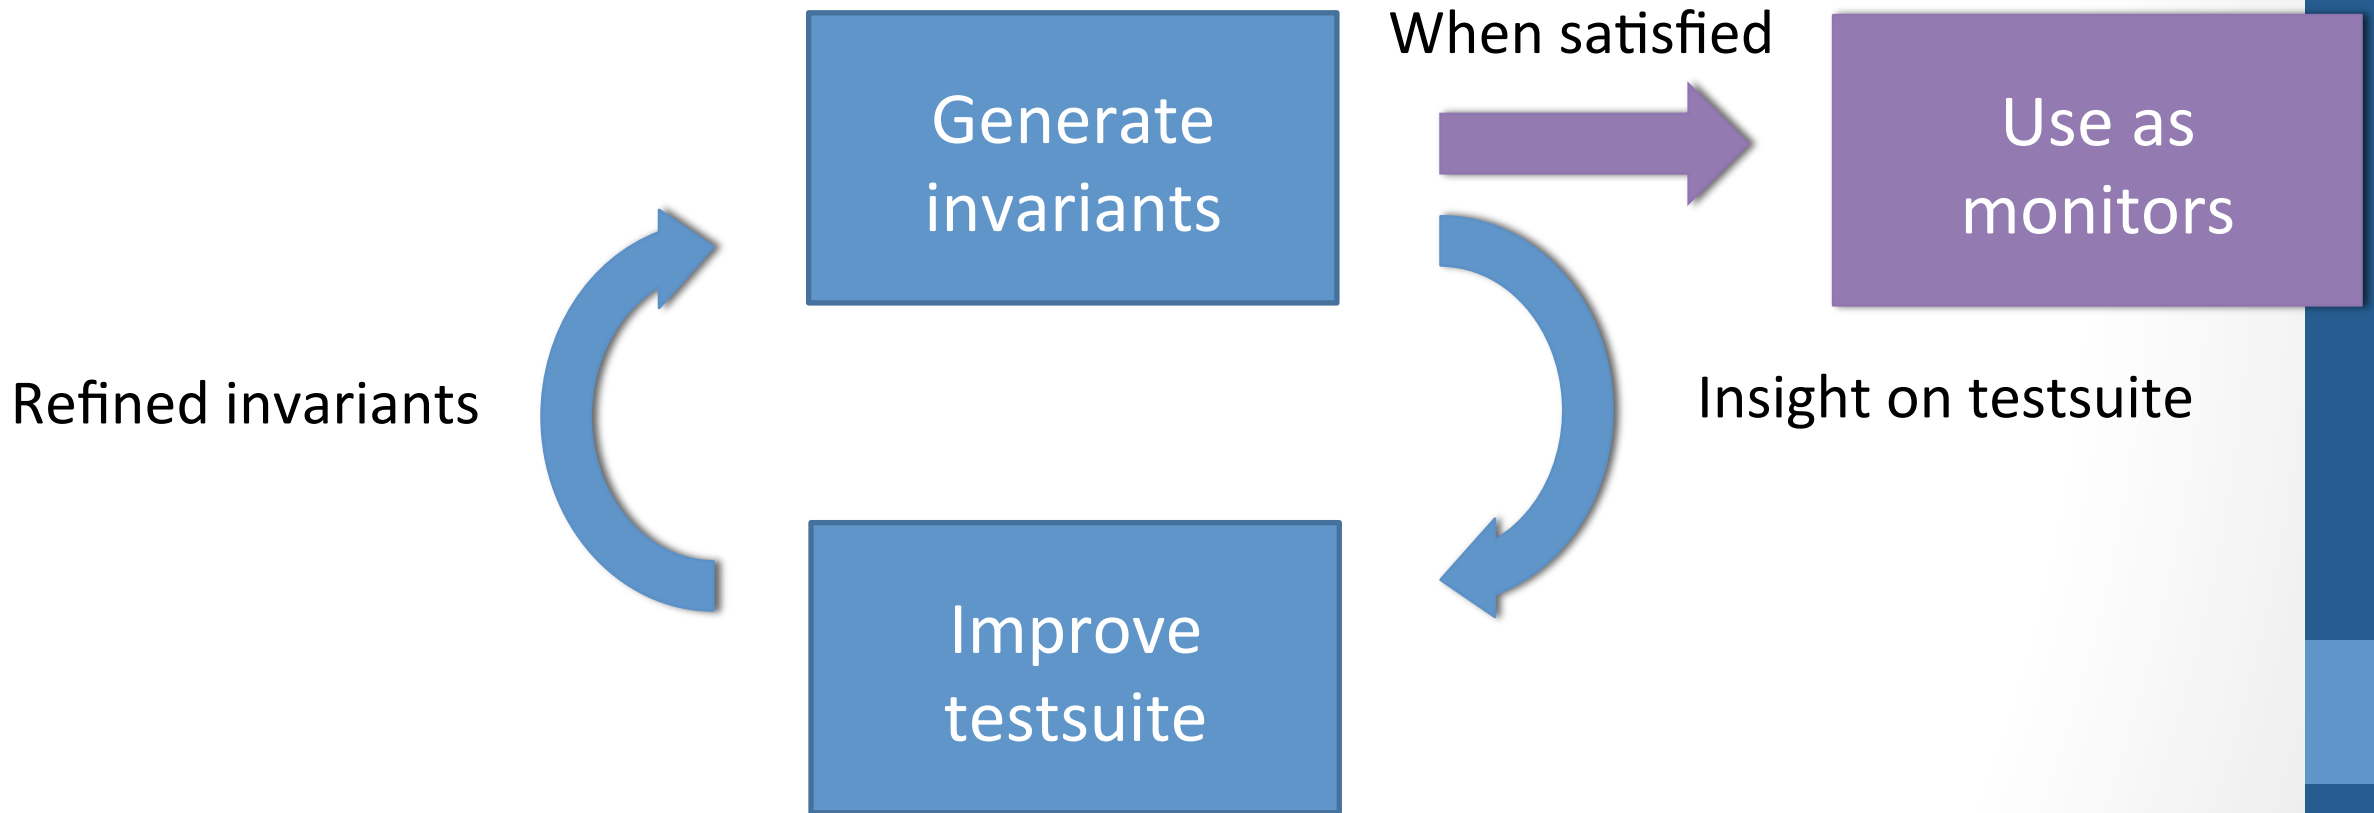 When satisfied
Generate
invariants
Use as
monitors
Refined invariants
Insight on testsuite
Improve
testsuite